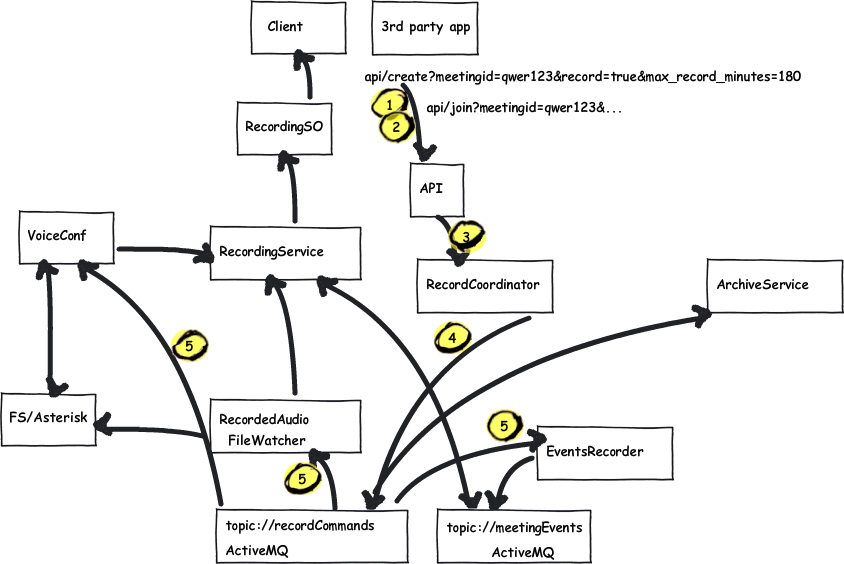 Client
3rd party app
api/create?meetingid=qwer123&record=true&max_record_minutes=180
1
api/join?meetingid=qwer123&...
RecordingSO
2
API
VoiceConf
RecordingService
3
RecordCoordinator
ArchiveService
5
4
FS/Asterisk
RecordedAudio
FileWatcher
5
EventsRecorder
5
topic://recordCommands
ActiveMQ
topic://meetingEvents
ActiveMQ